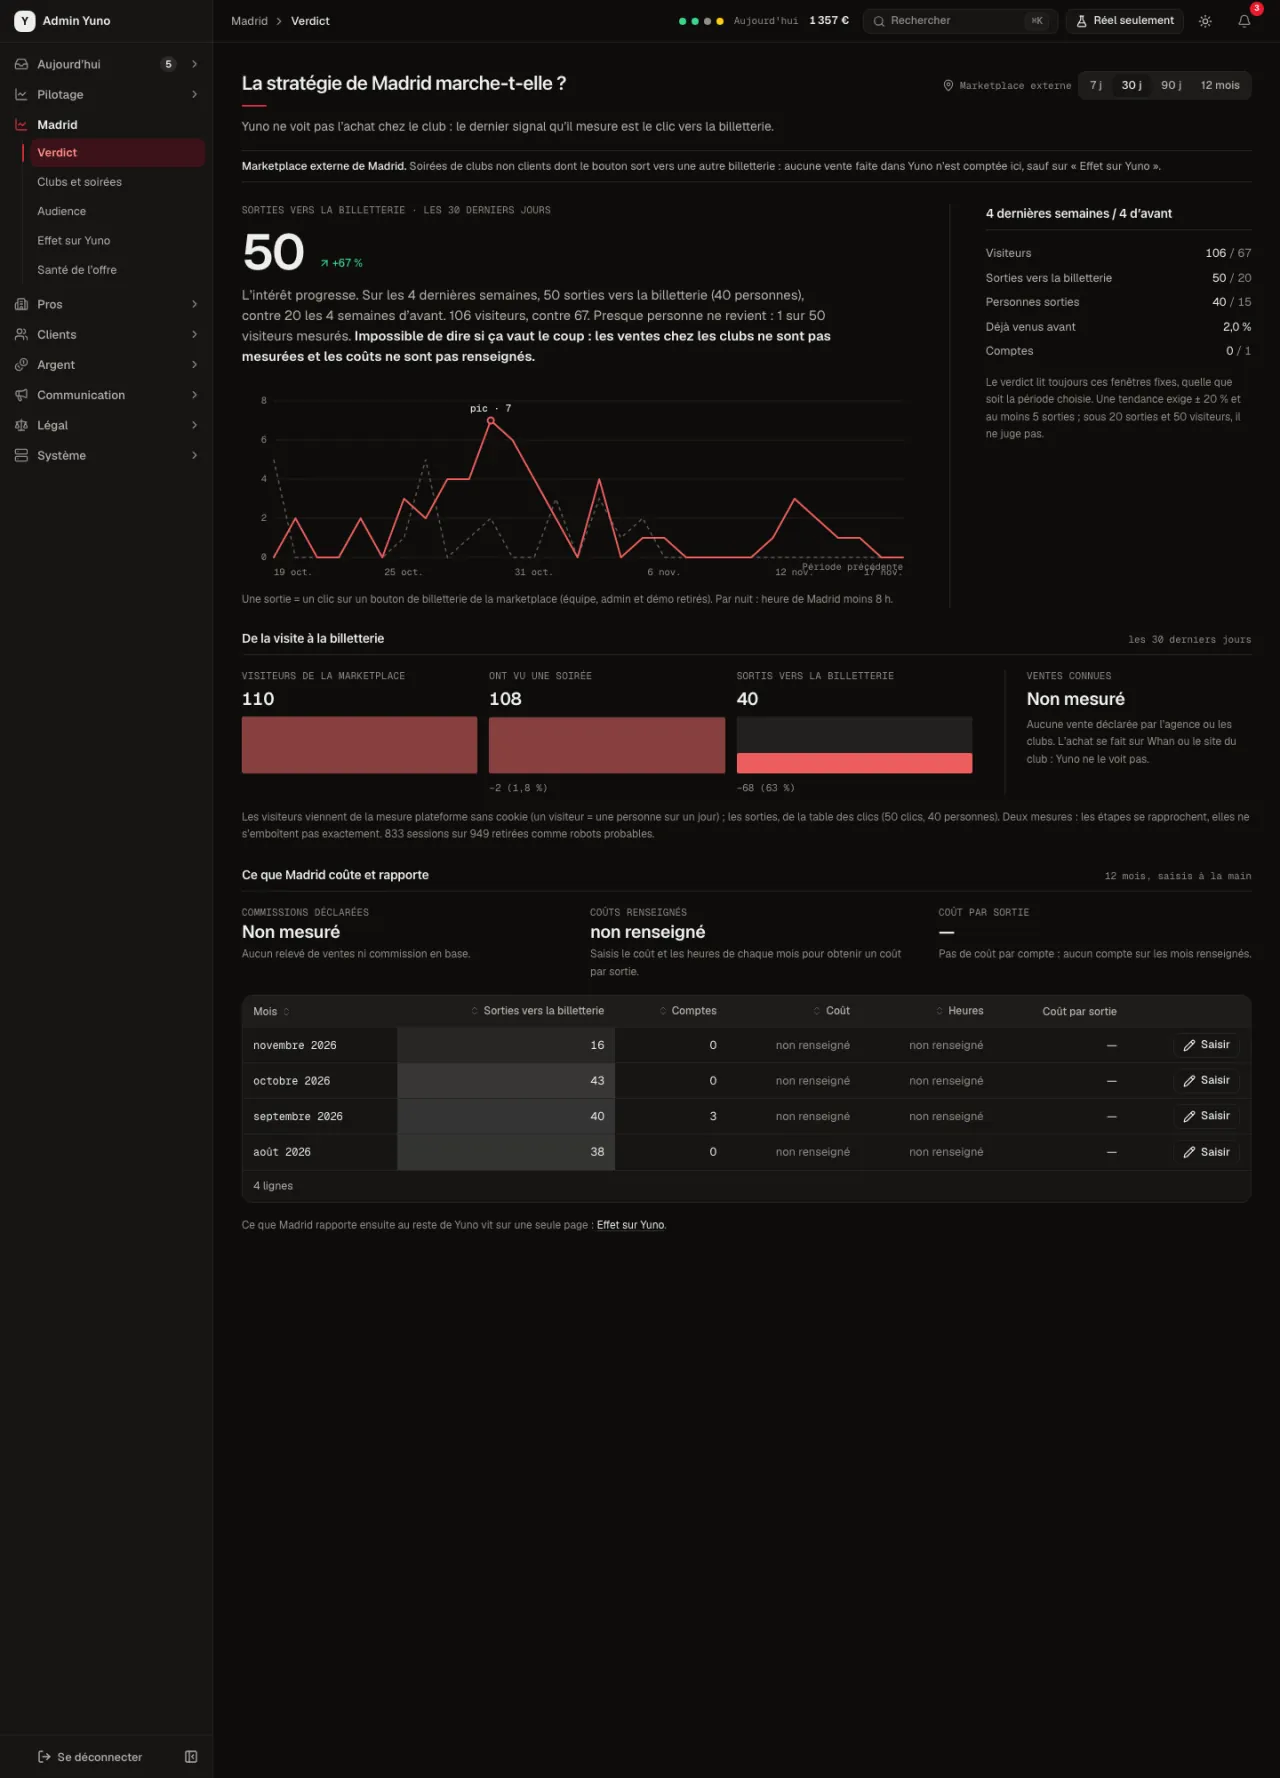 Y Admin Yuno
Aujourd'hui 5
Pilotage
Madrid
Verdict
Clubs et soirées
Audience
Effet sur Yuno
Santé de l'offre
Pros
Clients
Argent
Communication
Légal
Système
Se déconnecter
Madrid > Verdict
Aujourd'hui 1 357 €
Rechercher ⌘K
Réel seulement
3
La stratégie de Madrid marche-t-elle ?
Marketplace externe
7 j 30 j 90 j 12 mois
Yuno ne voit pas l'achat chez le club : le dernier signal qu'il mesure est le clic vers la billetterie.
Marketplace externe de Madrid. Soirées de clubs non clients dont le bouton sort vers une autre billetterie : aucune vente faite dans Yuno n'est comptée ici, sauf sur « Effet sur Yuno ».
SORTIES VERS LA BILLETTERIE · LES 30 DERNIERS JOURS
50 ↗ +67 %
L'intérêt progresse. Sur les 4 dernières semaines, 50 sorties vers la billetterie (40 personnes),
contre 20 les 4 semaines d'avant. 106 visiteurs, contre 67. Presque personne ne revient : 1 sur 50
visiteurs mesurés. Impossible de dire si ça vaut le coup : les ventes chez les clubs ne sont pas
mesurées et les coûts ne sont pas renseignés.
pic · 7
8
6
4
2
0
Période précédente
19 oct. 25 oct. 31 oct. 6 nov. 12 nov. 17 nov.
Une sortie = un clic sur un bouton de billetterie de la marketplace (équipe, admin et démo retirés). Par nuit : heure de Madrid moins 8 h.
4 dernières semaines / 4 d'avant
Visiteurs 106 / 67
Sorties vers la billetterie 50 / 20
Personnes sorties 40 / 15
Déjà venus avant 2,0 %
Comptes 0 / 1
Le verdict lit toujours ces fenêtres fixes, quelle que
soit la période choisie. Une tendance exige ± 20 % et
au moins 5 sorties ; sous 20 sorties et 50 visiteurs, il
ne juge pas.
De la visite à la billetterie
les 30 derniers jours
VISITEURS DE LA MARKETPLACE
110
ONT VU UNE SOIRÉE
108
−2 (1,8 %)
SORTIS VERS LA BILLETTERIE
40
−68 (63 %)
VENTES CONNUES
Non mesuré
Aucune vente déclarée par l'agence ou les
clubs. L'achat se fait sur Whan ou le site du
club : Yuno ne le voit pas.
Les visiteurs viennent de la mesure plateforme sans cookie (un visiteur = une personne sur un jour) ; les sorties, de la table des clics (50 clics, 40 personnes). Deux mesures : les étapes se rapprochent, elles ne
s'emboîtent pas exactement. 833 sessions sur 949 retirées comme robots probables.
Ce que Madrid coûte et rapporte
12 mois, saisis à la main
COMMISSIONS DÉCLARÉES
Non mesuré
Aucun relevé de ventes ni commission en base.
COÛTS RENSEIGNÉS
non renseigné
Saisis le coût et les heures de chaque mois pour obtenir un coût
par sortie.
COÛT PAR SORTIE
—
Pas de coût par compte : aucun compte sur les mois renseignés.
Mois Sorties vers la billetterie Comptes Coût Heures Coût par sortie
novembre 2026 16 0 non renseigné non renseigné — Saisir
octobre 2026 43 0 non renseigné non renseigné — Saisir
septembre 2026 40 3 non renseigné non renseigné — Saisir
août 2026 38 0 non renseigné non renseigné — Saisir
4 lignes
Ce que Madrid rapporte ensuite au reste de Yuno vit sur une seule page : Effet sur Yuno.